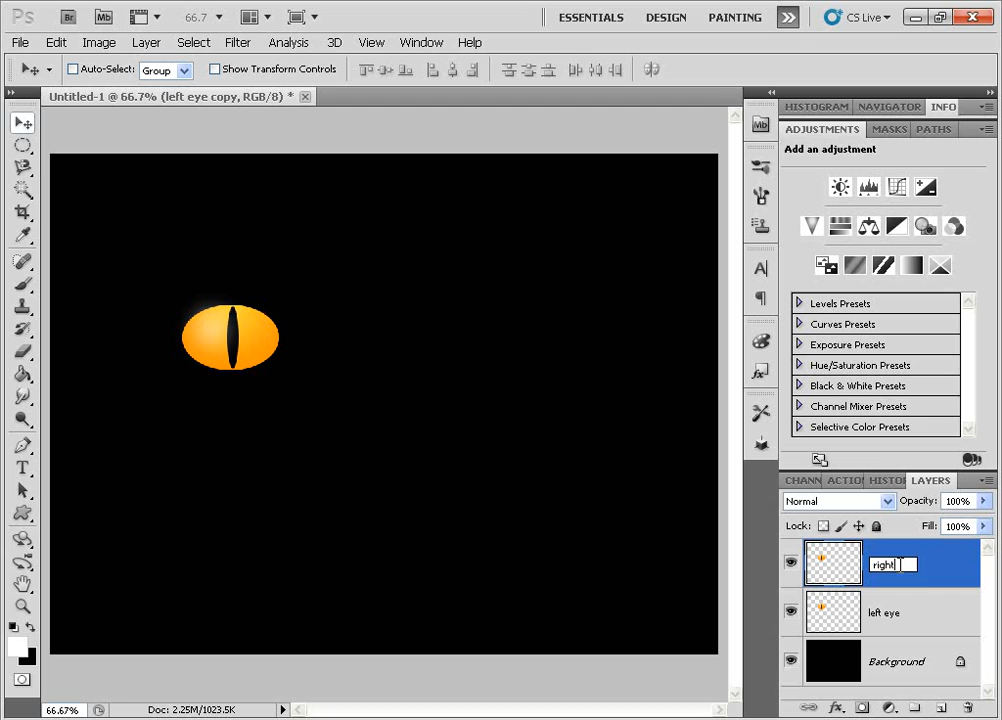 Ps Br Mb 66.7 ESSENTIALS DESIGN PAINTING CS Live
File Edit Image Layer Select Filter Analysis 3D View Window Help
Auto-Select: Group Show Transform Controls
Untitled-1 @ 66.7% (left eye copy, RGB/8) *
HISTOGRAM NAVIGATOR INFO
Mb
ADJUSTMENTS MASKS PATHS
Add an adjustment
Levels Presets
Curves Presets
Exposure Presets
Hue/Saturation Presets
Black & White Presets
Channel Mixer Presets
Selective Color Presets
CHANN ACTIO HISTO LAYERS
Normal Opacity: 100%
Lock: Fill: 100%
right
left eye
Background
66.67% Doc: 2.25M/1023.5K